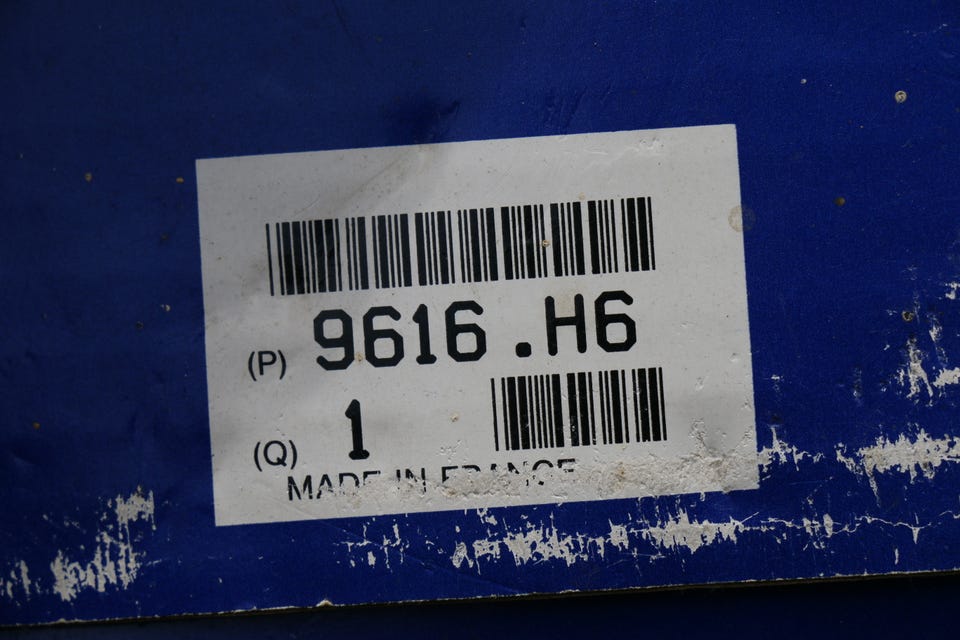 (P) 9616.H6
(Q) 1
MADE IN FRANCE